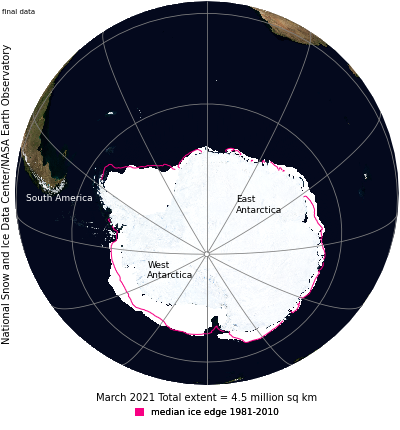 final data
National Snow and Ice Data Center/NASA Earth Observatory
South America
East
Antarctica
West
Antarctica
March 2021 Total extent = 4.5 million sq km
median ice edge 1981-2010